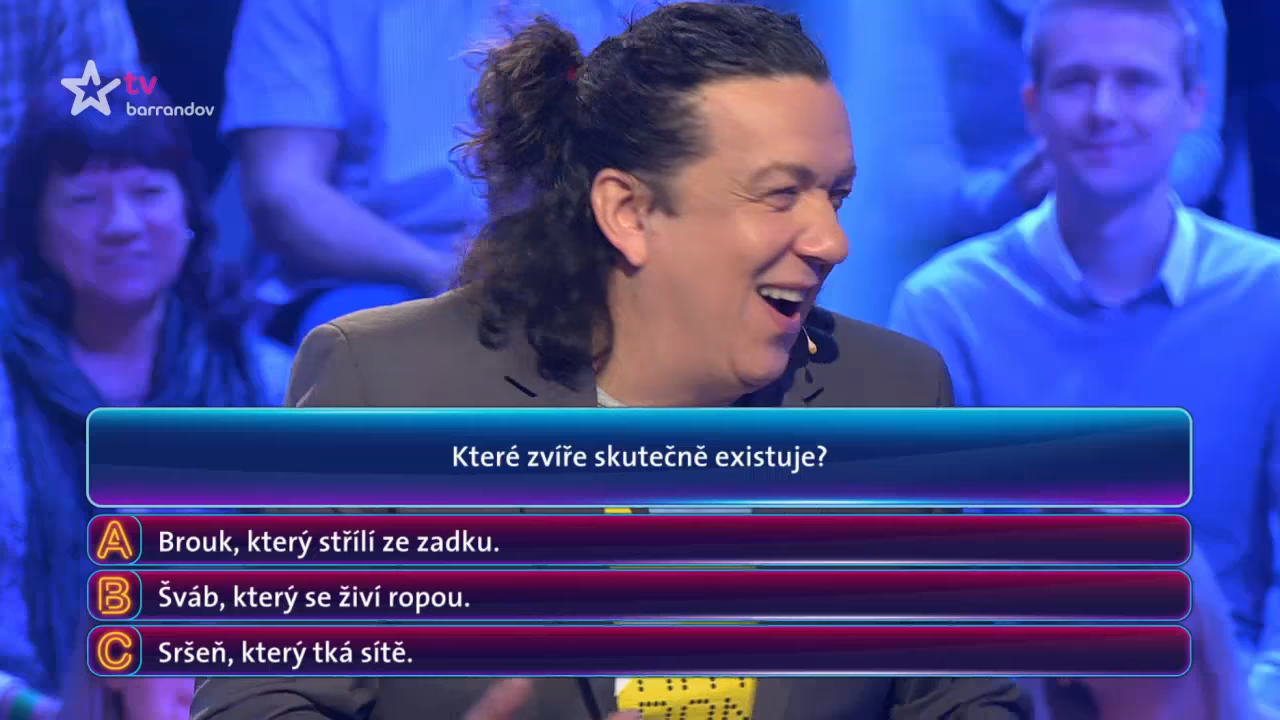 tv
barrandov
Které zvíře skutečně existuje?
A Brouk, který střílí ze zadku.
B Šváb, který se živí ropou.
C Sršeň, který tká sítě.